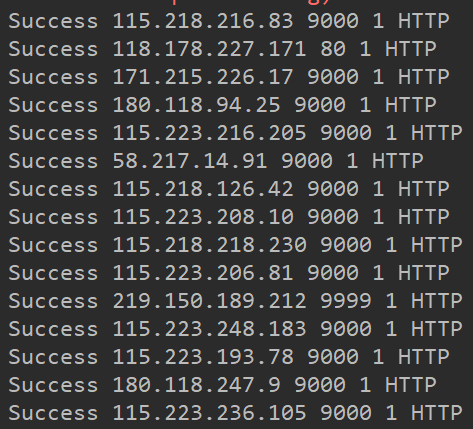 Success 115.218.216.83 9000 1 HTTP
Success 118.178.227.171 80 1 HTTP
Success 171.215.226.17 9000 1 HTTP
Success 180.118.94.25 9000 1 HTTP
Success 115.223.216.205 9000 1 HTTP
Success 58.217.14.91 9000 1 HTTP
Success 115.218.126.42 9000 1 HTTP
Success 115.223.208.10 9000 1 HTTP
Success 115.218.218.230 9000 1 HTTP
Success 115.223.206.81 9000 1 HTTP
Success 219.150.189.212 9999 1 HTTP
Success 115.223.248.183 9000 1 HTTP
Success 115.223.193.78 9000 1 HTTP
Success 180.118.247.9 9000 1 HTTP
Success 115.223.236.105 9000 1 HTTP